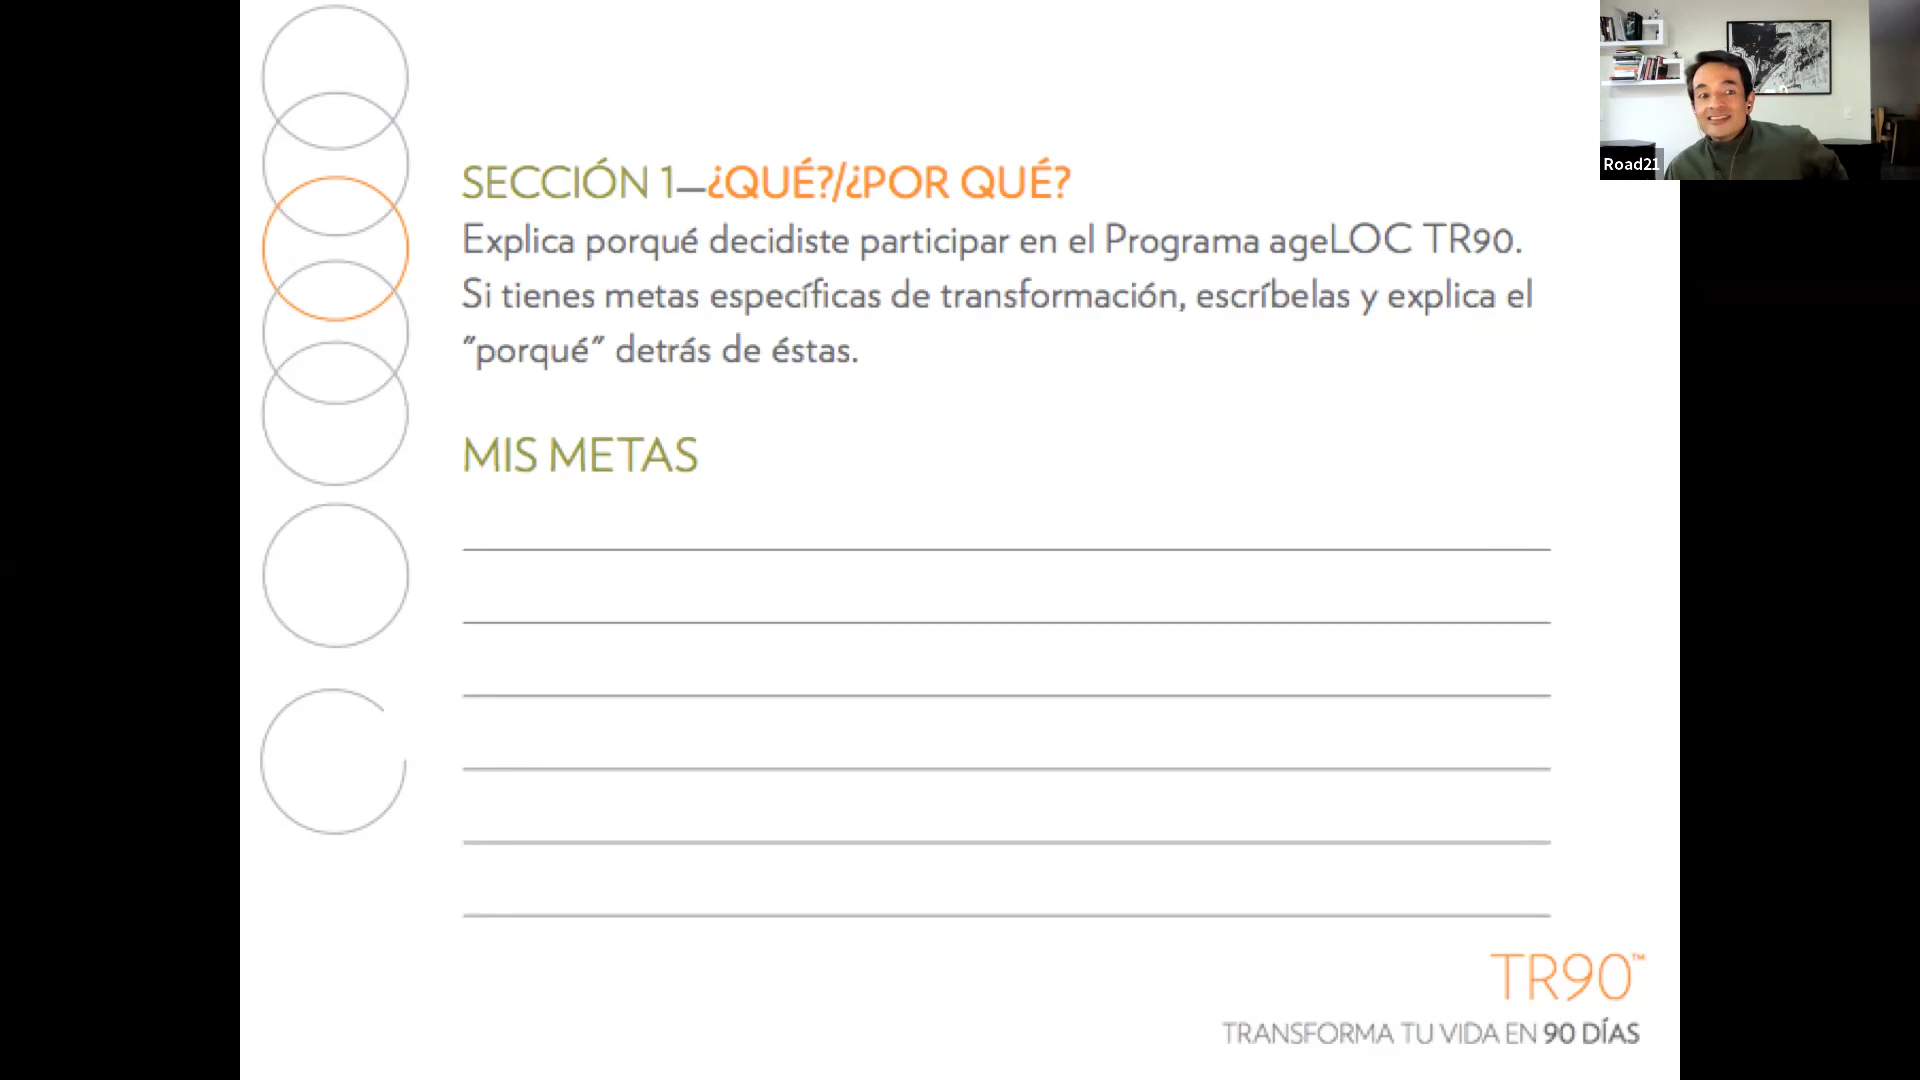 SECCIÓN 1—¿QUÉ?/¿POR QUÉ?
Explica porqué decidiste participar en el Programa ageLOC TR90.
Si tienes metas específicas de transformación, escríbelas y explica el
"porqué" detrás de éstas.
MIS METAS
TR90™
TRANSFORMA TU VIDA EN 90 DÍAS
Road21